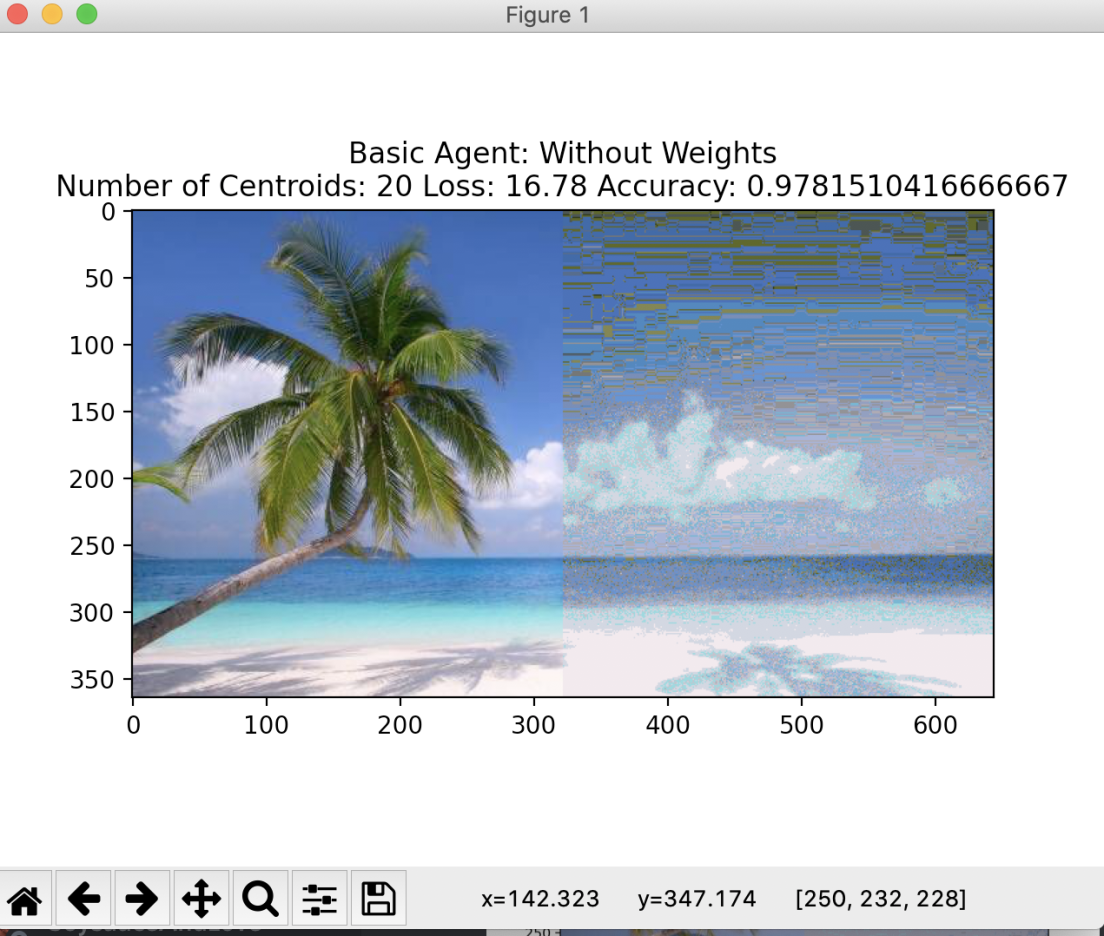 Figure 1
Basic Agent: Without Weights
Number of Centroids: 20 Loss: 16.78 Accuracy: 0.9781510416666667
0
50
100
150
200
250
300
350
0 100 200 300 400 500 600
x=142.323 y=347.174 [250, 232, 228]
250